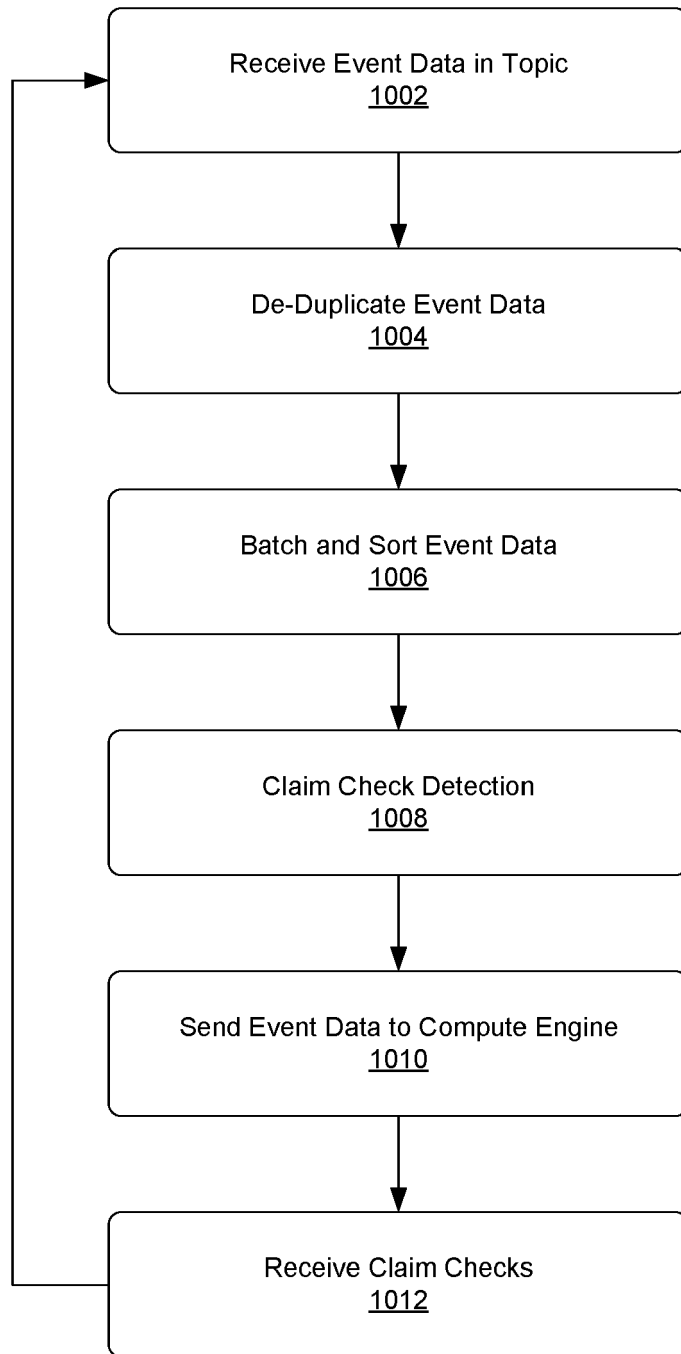 Receive Event Data in Topic
1002
De-Duplicate Event Data
1004
Batch and Sort Event Data
1006
Claim Check Detection
1008
Send Event Data to Compute Engine
1010
Receive Claim Checks
1012